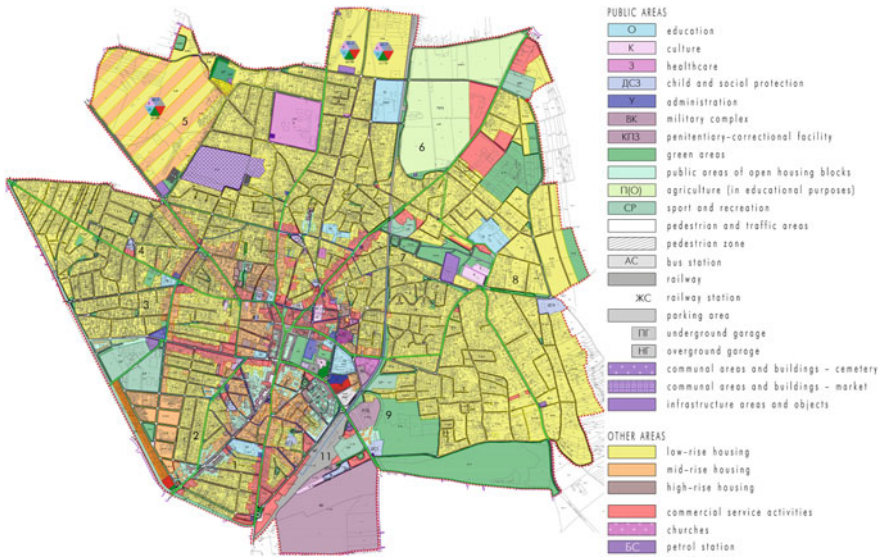 PUBLIC AREAS
О education
К culture
З healthcare
ДСЗ child and social protection
У administration
ВК military complex
КПЗ penitentiary-correctional facility
green areas
public areas of open housing blocks
П(О) agriculture (in educational purposes)
СР sport and recreation
pedestrian and traffic areas
pedestrian zone
АС bus station
railway
ЖС railway station
parking area
ПГ underground garage
НГ overground garage
communal areas and buildings - cemetery
communal areas and buildings - market
infrastructure areas and objects
OTHER AREAS
low-rise housing
mid-rise housing
high-rise housing
commercial service activities
churches
БС petrol station
5
6
4
7
8
3
9
2
11
1